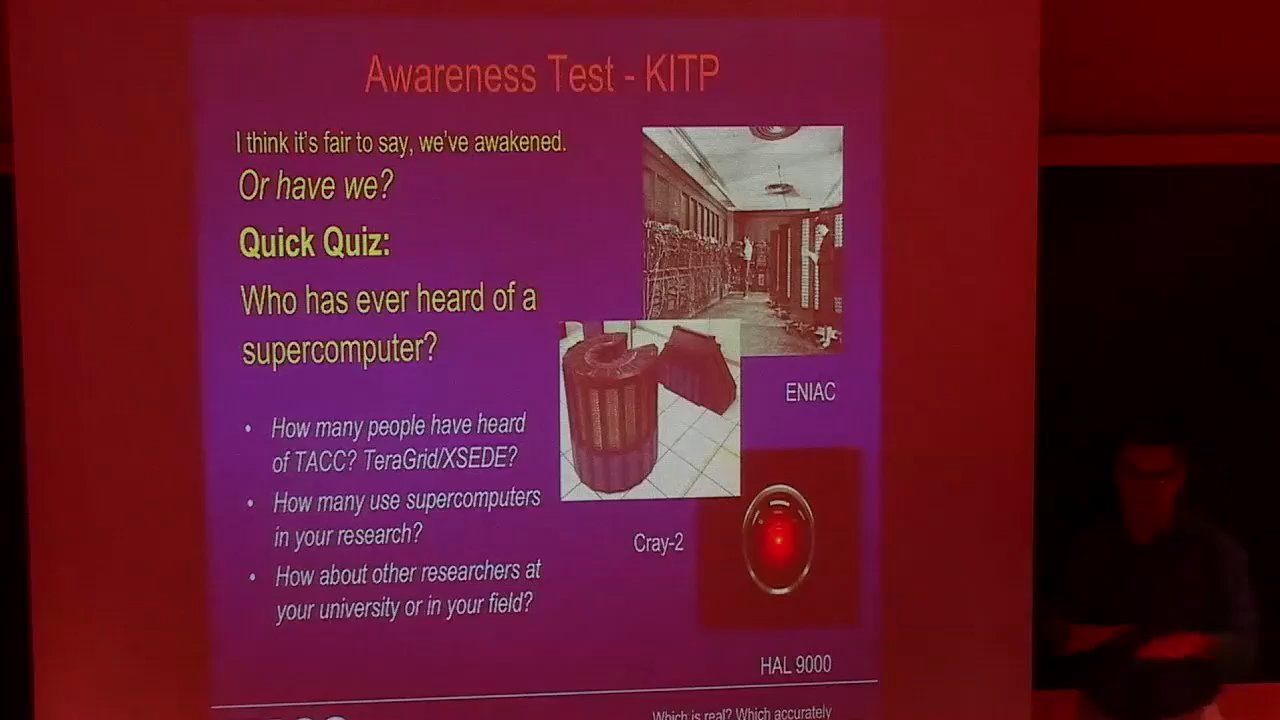 Awareness Test - KITP
I think it's fair to say, we've awakened.
Or have we?
Quick Quiz:
Who has ever heard of a
supercomputer?
• How many people have heard
of TACC? TeraGrid/XSEDE?
• How many use supercomputers
in your research?
• How about other researchers at
your university or in your field?
ENIAC
Cray-2
HAL 9000
Which is real? Which accurately